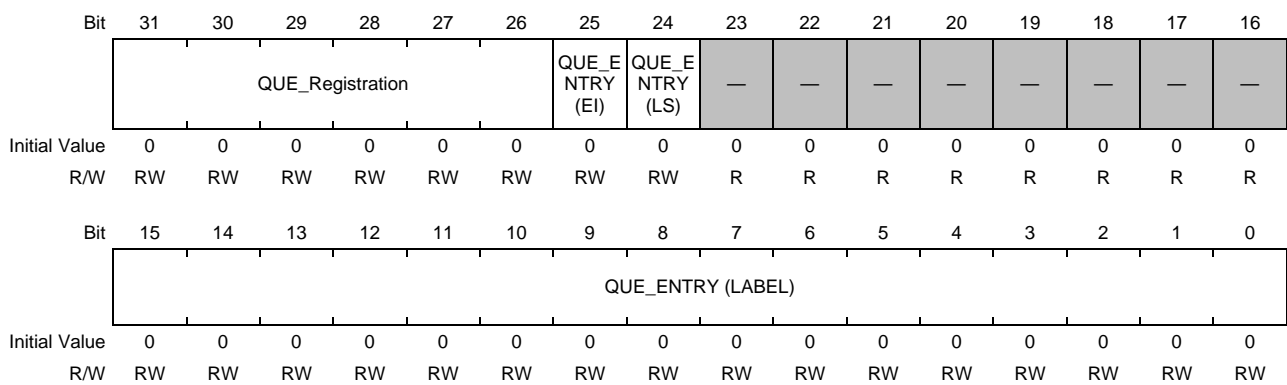 Bit 31 30 29 28 27 26 25 24 23 22 21 20 19 18 17 16
QUE_Registration QUE_E NTRY (EI) QUE_E NTRY (LS) — — — — — — — —
Initial Value 0 0 0 0 0 0 0 0 0 0 0 0 0 0 0 0
R/W RW RW RW RW RW RW RW RW R R R R R R R R
Bit 15 14 13 12 11 10 9 8 7 6 5 4 3 2 1 0
QUE_ENTRY (LABEL)
Initial Value 0 0 0 0 0 0 0 0 0 0 0 0 0 0 0 0
R/W RW RW RW RW RW RW RW RW RW RW RW RW RW RW RW RW